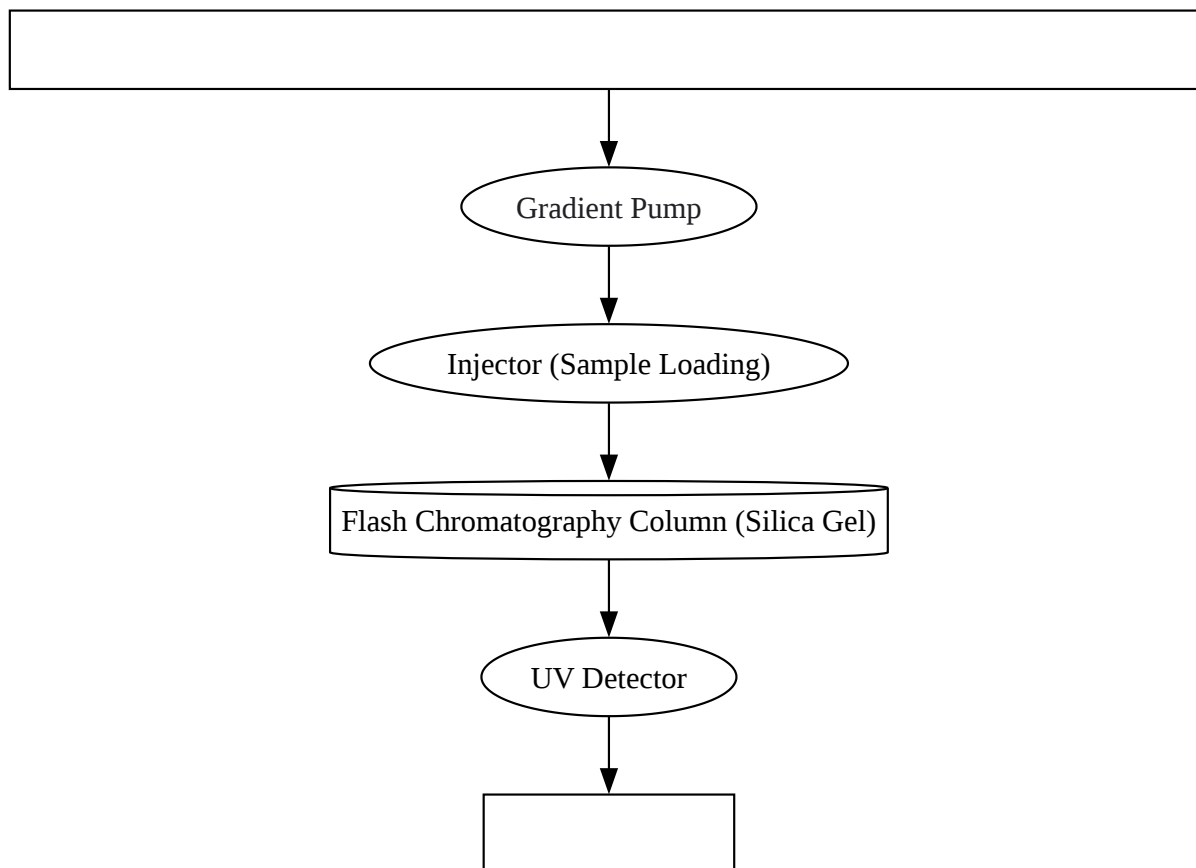 Gradient Pump
Injector (Sample Loading)
Flash Chromatography Column (Silica Gel)
UV Detector